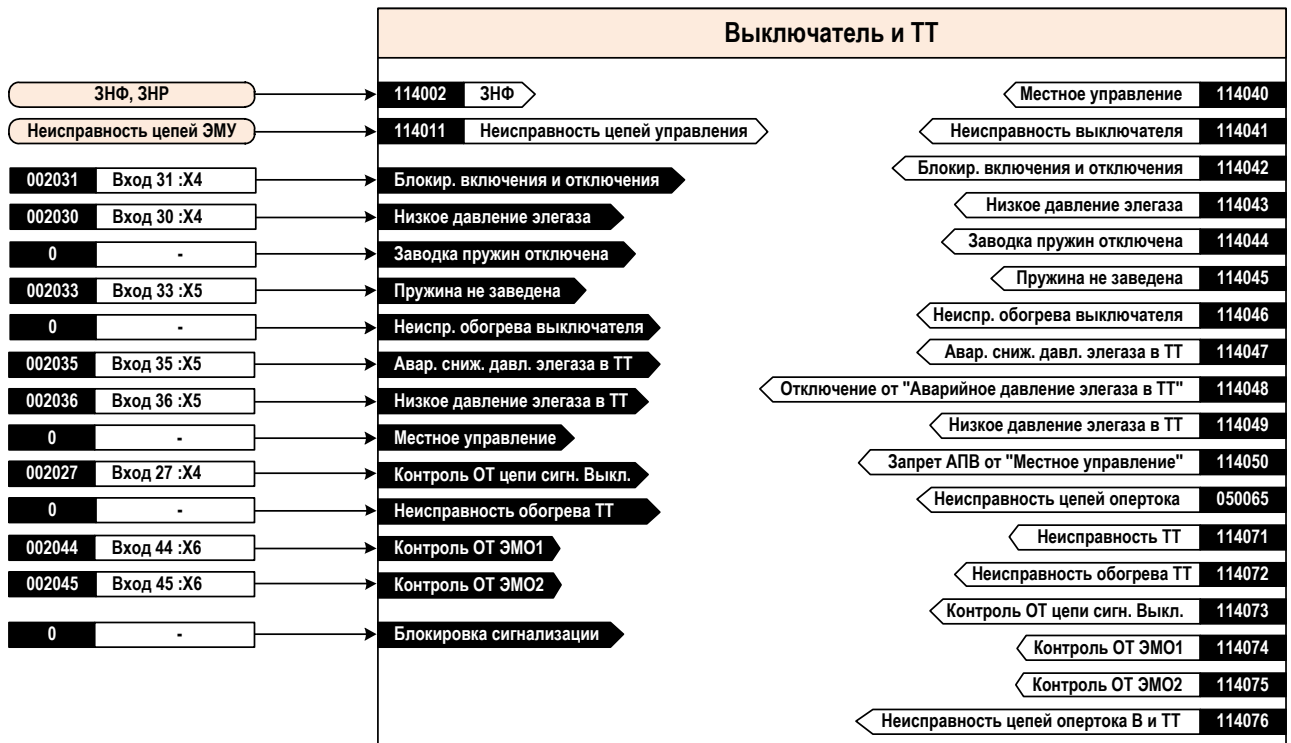 Выключатель и ТТ
ЗНФ, ЗНР 114002 ЗНФ Местное управление 114040
Неисправность цепей ЭМУ 114011 Неисправность цепей управления Неисправность выключателя 114041
002031 Вход 31 :X4 Блокир. включения и отключения Блокир. включения и отключения 114042
002030 Вход 30 :X4 Низкое давление элегаза Низкое давление элегаза 114043
0 - Заводка пружин отключена Заводка пружин отключена 114044
002033 Вход 33 :X5 Пружина не заведена Пружина не заведена 114045
0 - Неиспр. обогрева выключателя Неиспр. обогрева выключателя 114046
002035 Вход 35 :X5 Авар. сниж. давл. элегаза в ТТ Авар. сниж. давл. элегаза в ТТ 114047
002036 Вход 36 :X5 Низкое давление элегаза в ТТ Отключение от "Аварийное давление элегаза в ТТ" 114048
0 - Местное управление Низкое давление элегаза в ТТ 114049
002027 Вход 27 :X4 Контроль ОТ цепи сигн. Выкл. Запрет АПВ от "Местное управление" 114050
0 - Неисправность обогрева ТТ Неисправность цепей опертока 050065
002044 Вход 44 :X6 Контроль ОТ ЭМО1 Неисправность ТТ 114071
002045 Вход 45 :X6 Контроль ОТ ЭМО2 Неисправность обогрева ТТ 114072
0 - Блокировка сигнализации Контроль ОТ цепи сигн. Выкл. 114073
Контроль ОТ ЭМО1 114074
Контроль ОТ ЭМО2 114075
Неисправность цепей опертока В и ТТ 114076